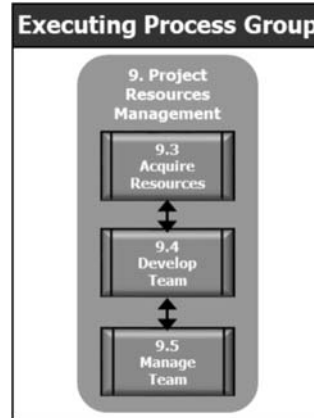 Executing Process Group
9. Project
Resources
Management
9.3
Acquire
Resources
9.4
Develop
Team
9.5
Manage
Team